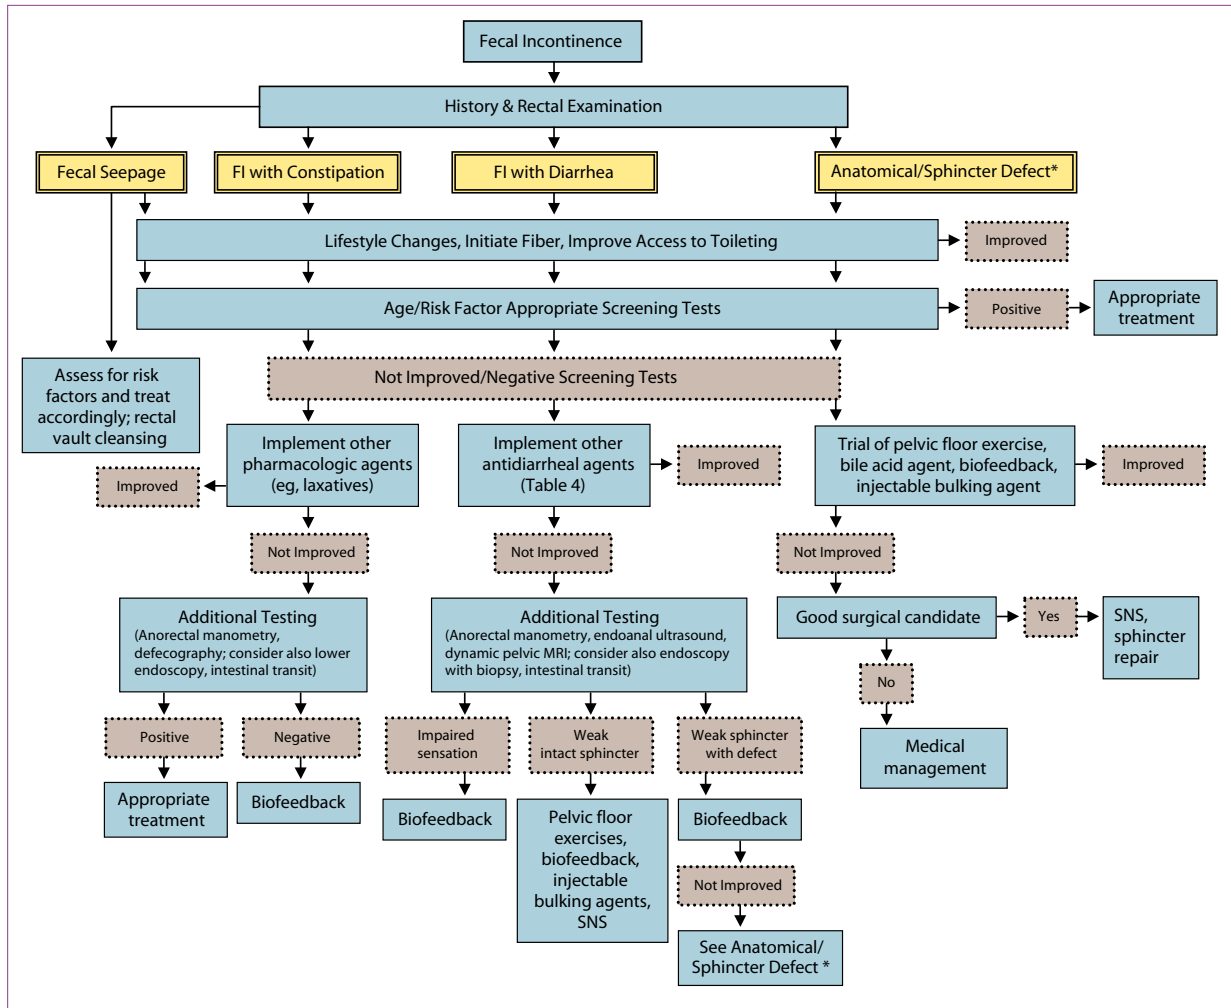 Fecal Incontinence
History & Rectal Examination
Fecal Seepage
FI with Constipation
FI with Diarrhea
Anatomical/Sphincter Defect*
Lifestyle Changes, Initiate Fiber, Improve Access to Toileting
Improved
Age/Risk Factor Appropriate Screening Tests
Positive
Appropriate
treatment
Not Improved/Negative Screening Tests
Assess for risk
factors and treat
accordingly; rectal
vault cleansing
Implement other
pharmacologic agents
(eg, laxatives)
Improved
Implement other
antidiarrheal agents
(Table 4)
Improved
Trial of pelvic floor exercise,
bile acid agent, biofeedback,
injectable bulking agent
Improved
Not Improved
Not Improved
Not Improved
Additional Testing
(Anorectal manometry,
defecography; consider also lower
endoscopy, intestinal transit)
Additional Testing
(Anorectal manometry, endoanal ultrasound,
dynamic pelvic MRI; consider also endoscopy
with biopsy, intestinal transit)
Good surgical candidate
Yes
SNS,
sphincter
repair
No
Medical
management
Positive
Negative
Impaired
sensation
Weak
intact sphincter
Weak sphincter
with defect
Appropriate
treatment
Biofeedback
Biofeedback
Pelvic floor
exercises,
biofeedback,
injectable
bulking agents,
SNS
Biofeedback
Not Improved
See Anatomical/
Sphincter Defect *